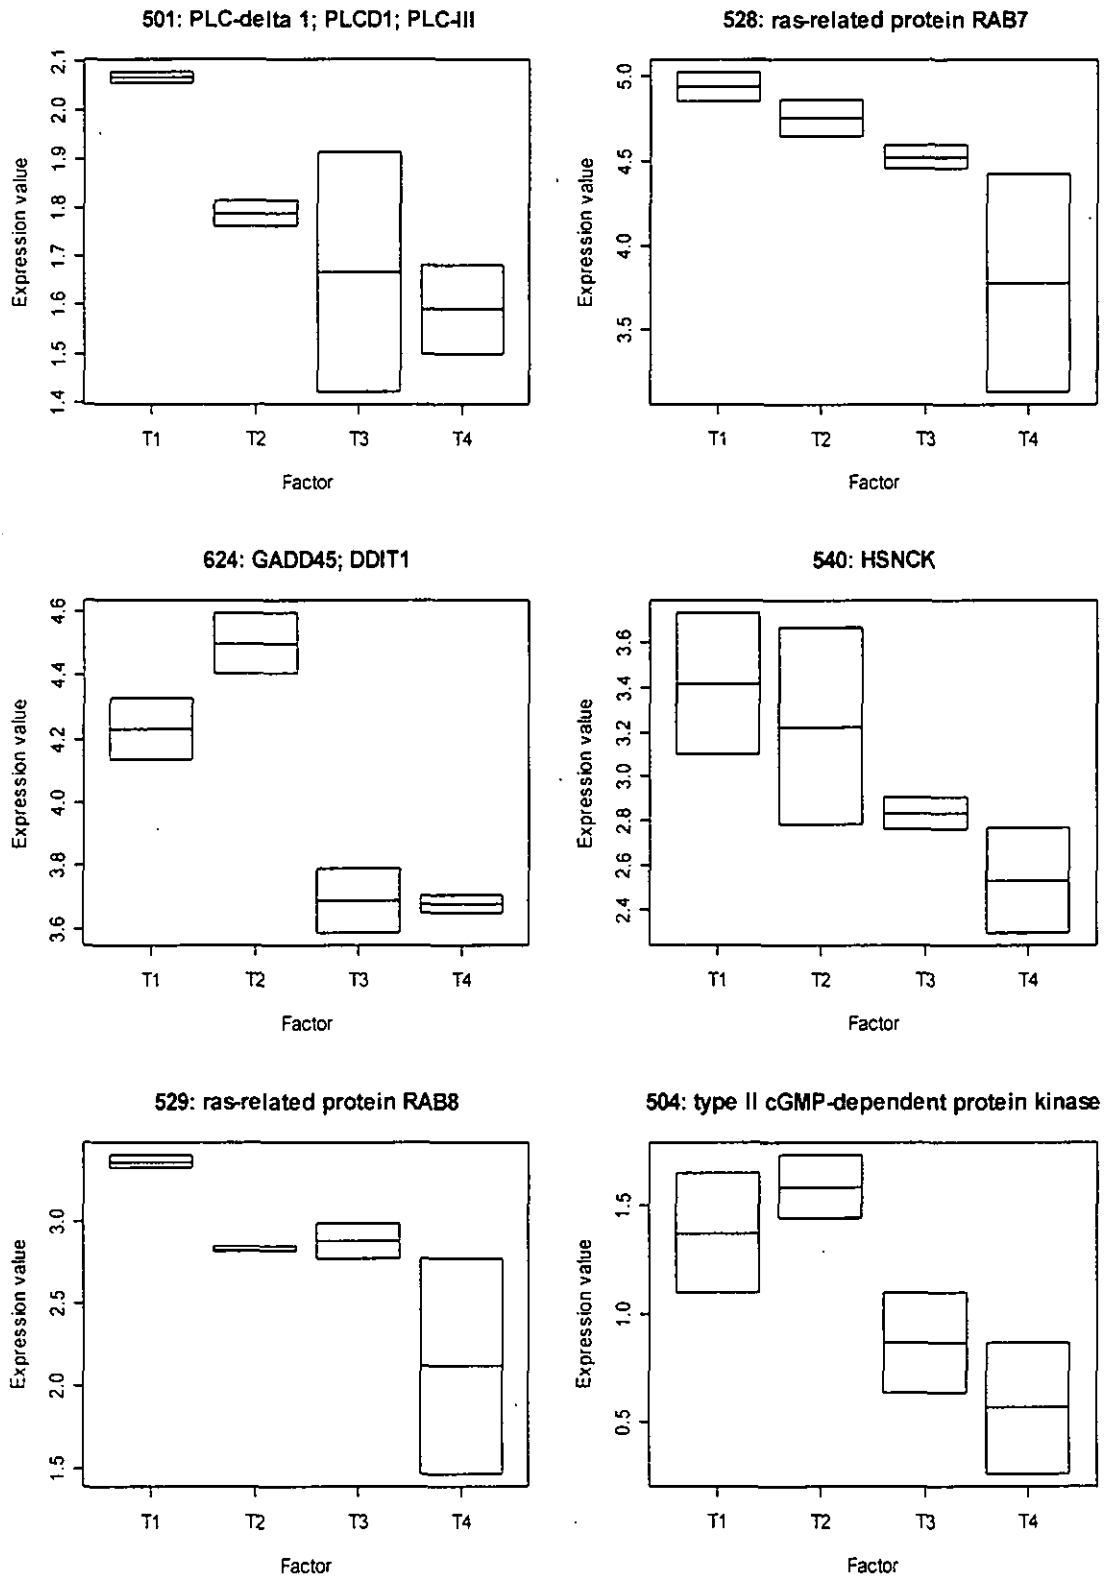 501: PLC-delta 1; PLCD1; PLC-III
Expression value
2.1
2.0
1.9
1.8
1.7
1.6
1.5
1.4
T1 T2 T3 T4
Factor
528: ras-related protein RAB7
Expression value
5.0
4.5
4.0
3.5
T1 T2 T3 T4
Factor
624: GADD45; DDIT1
Expression value
4.6
4.4
4.2
4.0
3.8
3.6
T1 T2 T3 T4
Factor
540: HSNCK
Expression value
3.6
3.4
3.2
3.0
2.8
2.6
2.4
T1 T2 T3 T4
Factor
529: ras-related protein RAB8
Expression value
3.0
2.5
2.0
1.5
T1 T2 T3 T4
Factor
504: type II cGMP-dependent protein kinase
Expression value
1.5
1.0
0.5
T1 T2 T3 T4
Factor